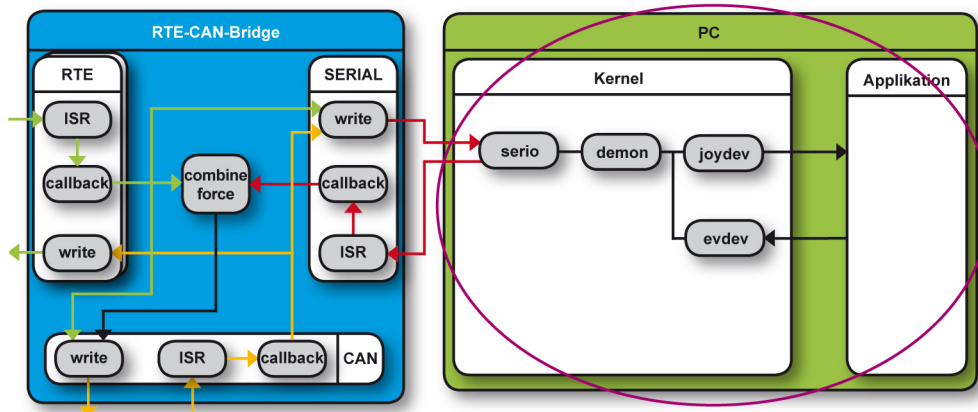 RTE-CAN-Bridge
RTE
ISR
callback
write
combine
force
SERIAL
write
callback
ISR
write
ISR
callback
CAN
PC
Kernel
serio
demon
joydev
evdev
Applikation